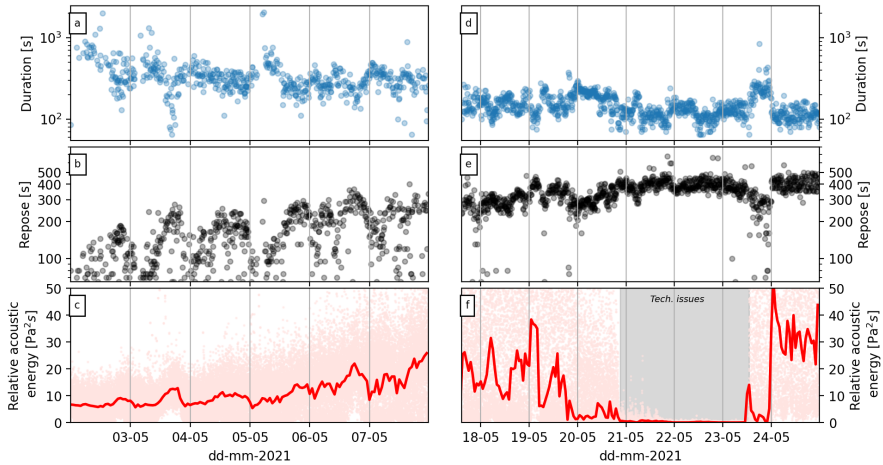 a
Duration [s]
10³
10²
b
Repose [s]
500
400
300
200
100
c
Relative acoustic
energy [Pa²s]
50
40
30
20
10
0
03-05
04-05
05-05
06-05
07-05
dd-mm-2021
d
10³
10²
Duration [s]
e
500
400
300
200
100
Repose [s]
f
Tech. issues
50
40
30
20
10
0
Relative acoustic
energy [Pa²s]
18-05
19-05
20-05
21-05
22-05
23-05
24-05
dd-mm-2021